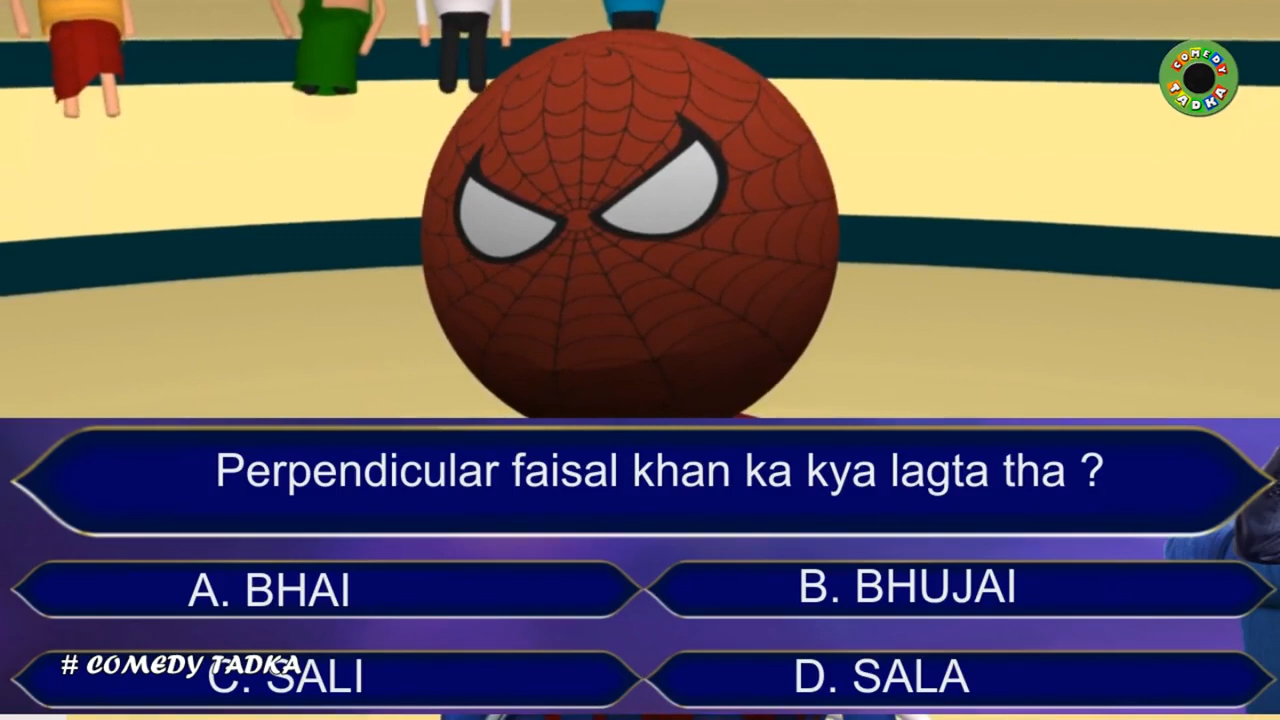 COMEDY
TADKA
Perpendicular faisal khan ka kya lagta tha ?
A. BHAI
B. BHUJAI
# COMEDY TADKA
C. SALI
D. SALA